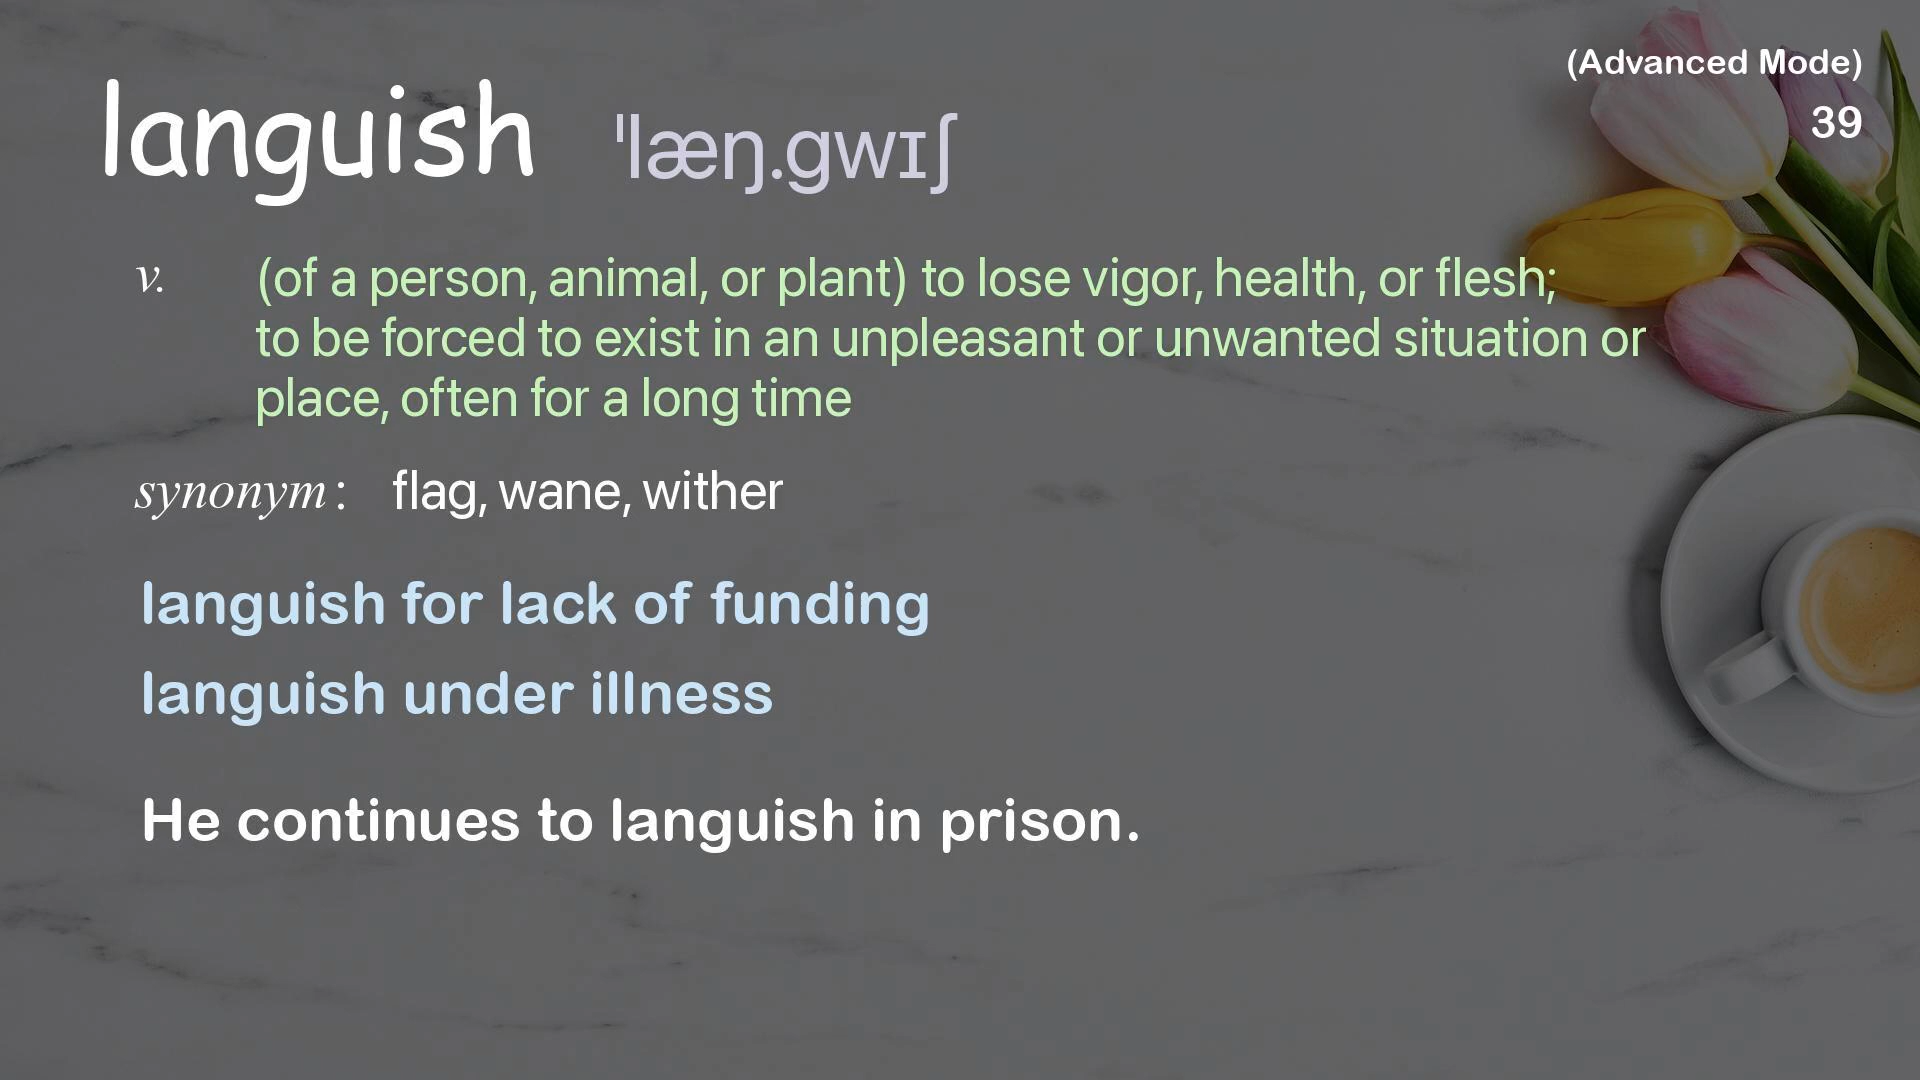 (Advanced Mode)
39
languish ˈlæŋ.gwɪʃ
v. (of a person, animal, or plant) to lose vigor, health, or flesh;
to be forced to exist in an unpleasant or unwanted situation or
place, often for a long time
synonym: flag, wane, wither
languish for lack of funding
languish under illness
He continues to languish in prison.